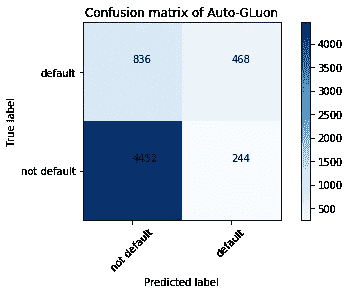 Confusion matrix of Auto-GLuon
True label
default
not default
836
468
4452
244
not default
default
Predicted label
4000
3500
3000
2500
2000
1500
1000
500